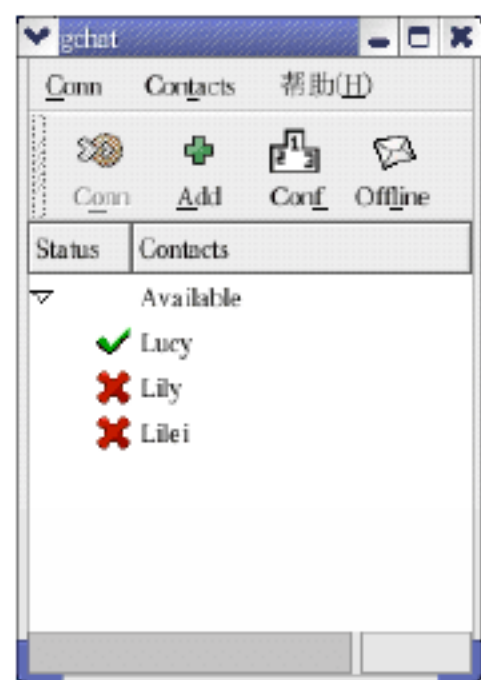 gchat
Conn Contacts 帮助(H)
Conn Add Conf Offline
Status Contacts
Available
Lucy
Lily
Lilei